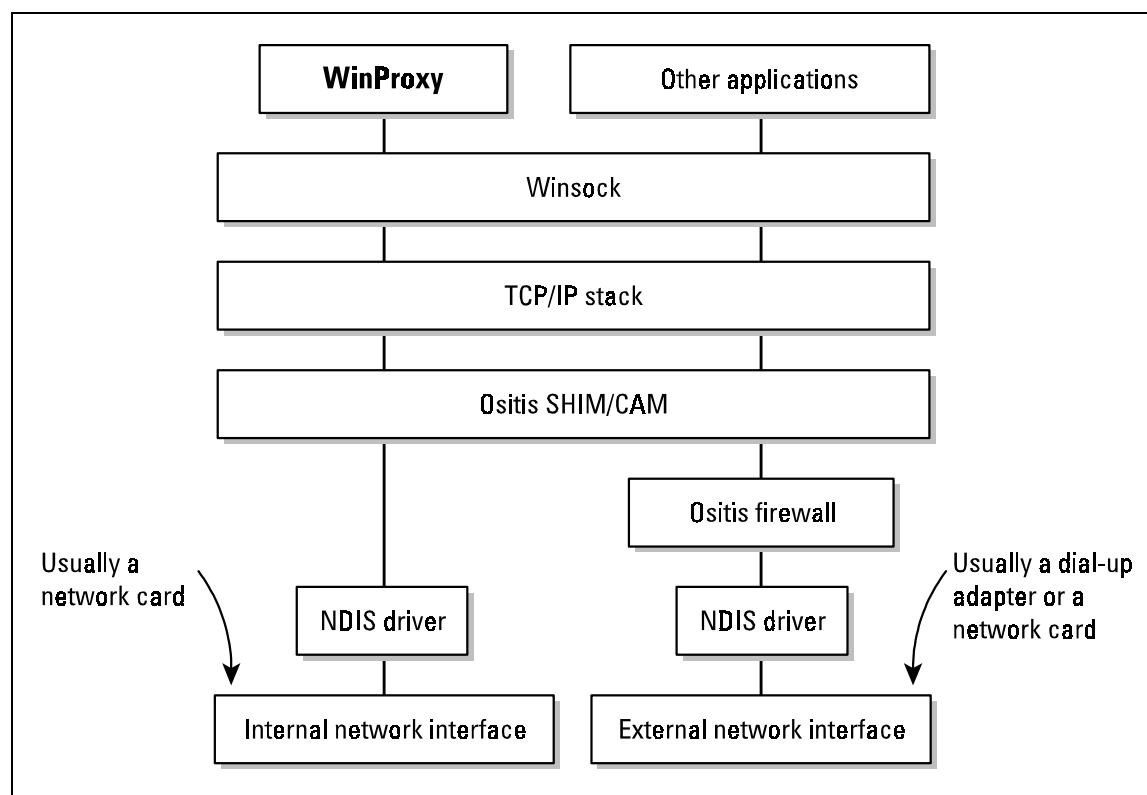 WinProxy
Other applications
Winsock
TCP/IP stack
Ositis SHIM/CAM
Ositis firewall
Usually a
network card
Usually a dial-up
adapter or a
network card
NDIS driver
NDIS driver
Internal network interface
External network interface